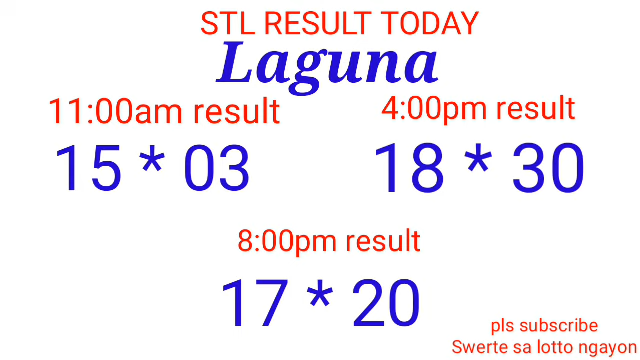 STL RESULT TODAY
Laguna
11:00am result
15 * 03
4:00pm result
18 * 30
8:00pm result
17 * 20
pls subscribe
Swerte sa lotto ngayon